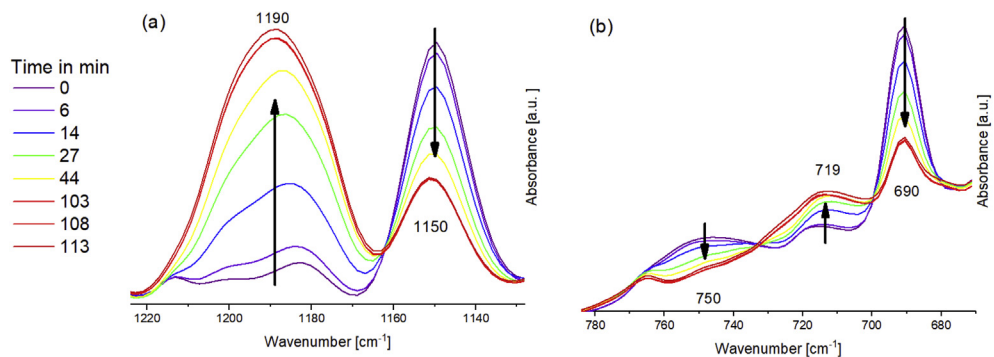 (a)
1190
Time in min
0
6
14
27
44
103
108
113
1150
1220 1200 1180 1160 1140
Wavenumber [cm⁻¹]
Absorbance [a.u.]
(b)
719
690
750
780 760 740 720 700 680
Wavenumber [cm⁻¹]
Absorbance [a.u.]